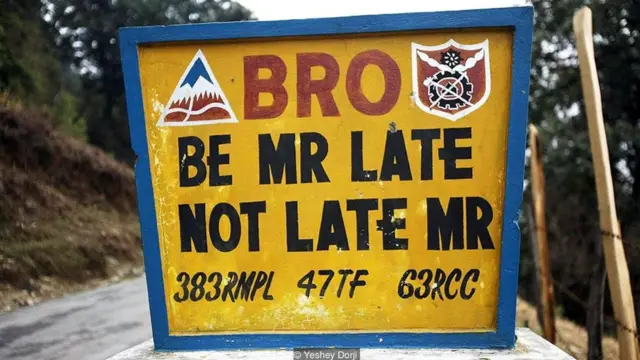 BRO
BE MR LATE
NOT LATE MR
383RMPL 47TF 63RCC
© Yeshey Dorji